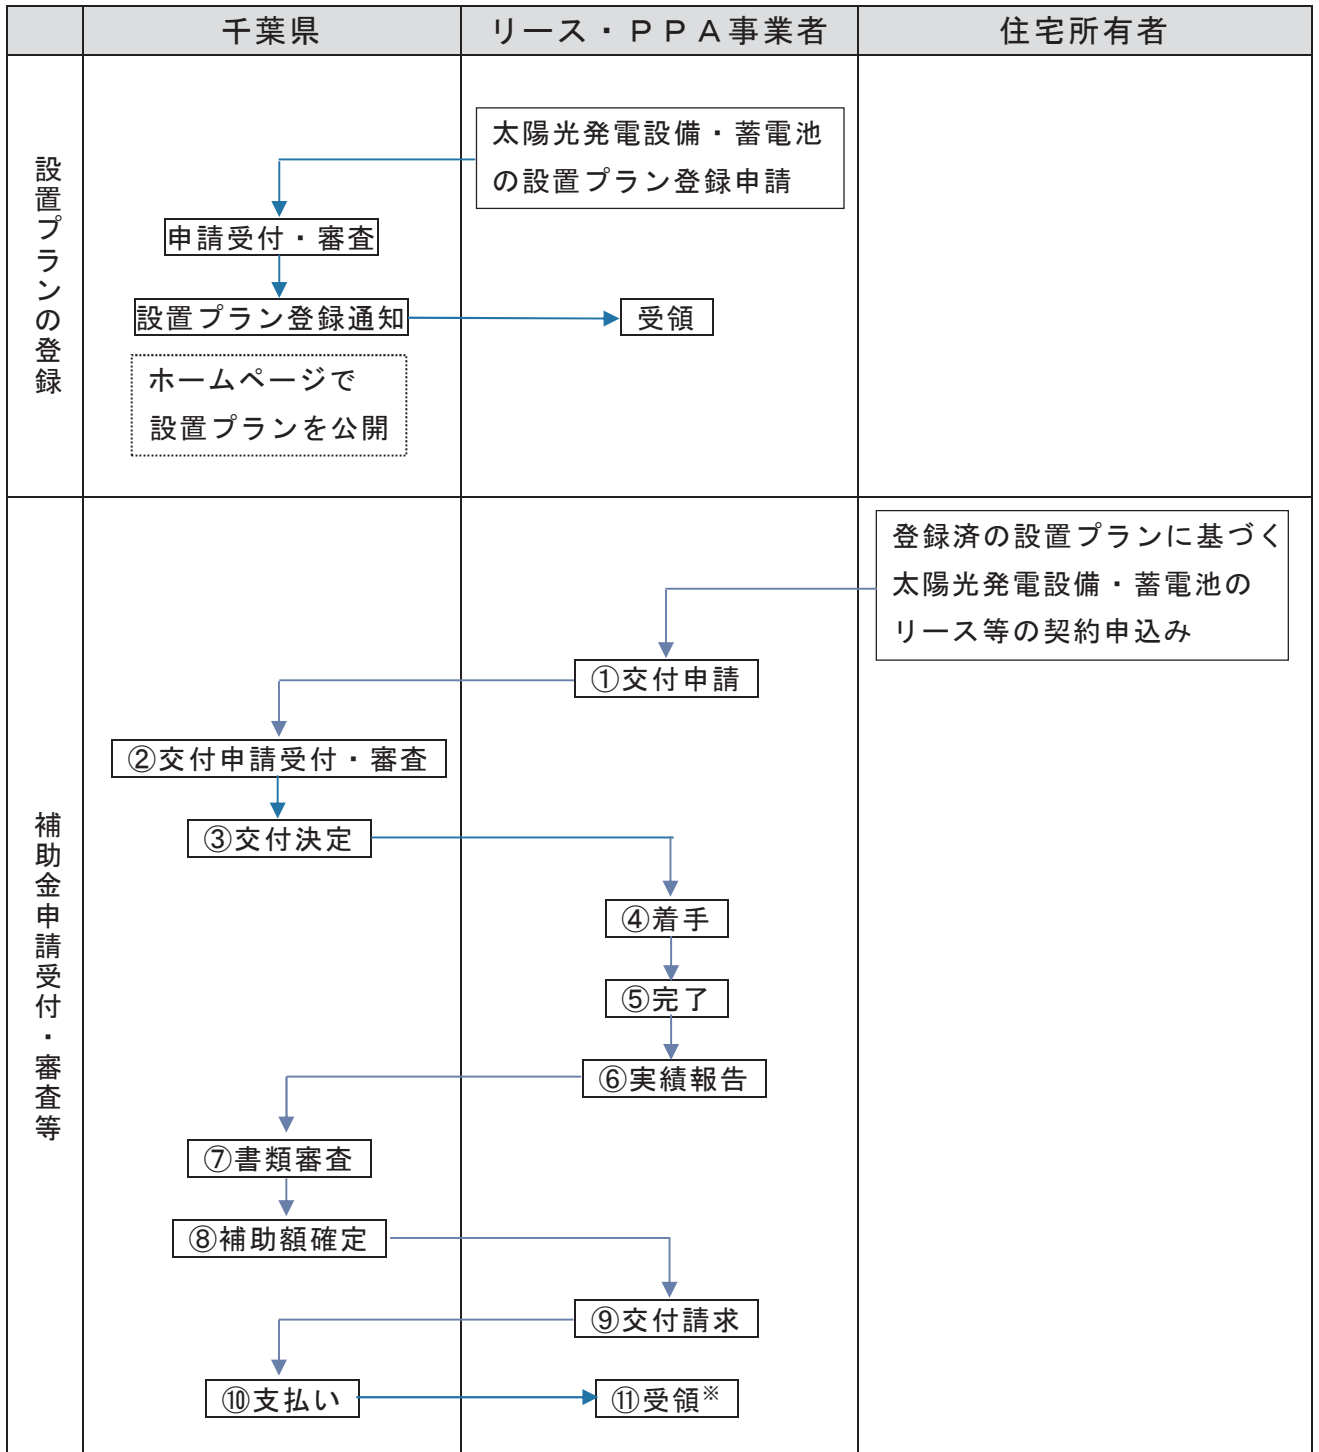 千葉県
リース・ＰＰＡ事業者
住宅所有者
設置プランの登録
太陽光発電設備・蓄電池
の設置プラン登録申請
申請受付・審査
設置プラン登録通知
受領
ホームページで
設置プランを公開
補助金申請受付・審査等
登録済の設置プランに基づく
太陽光発電設備・蓄電池の
リース等の契約申込み
①交付申請
②交付申請受付・審査
③交付決定
④着手
⑤完了
⑥実績報告
⑦書類審査
⑧補助額確定
⑨交付請求
⑩支払い
⑪受領※